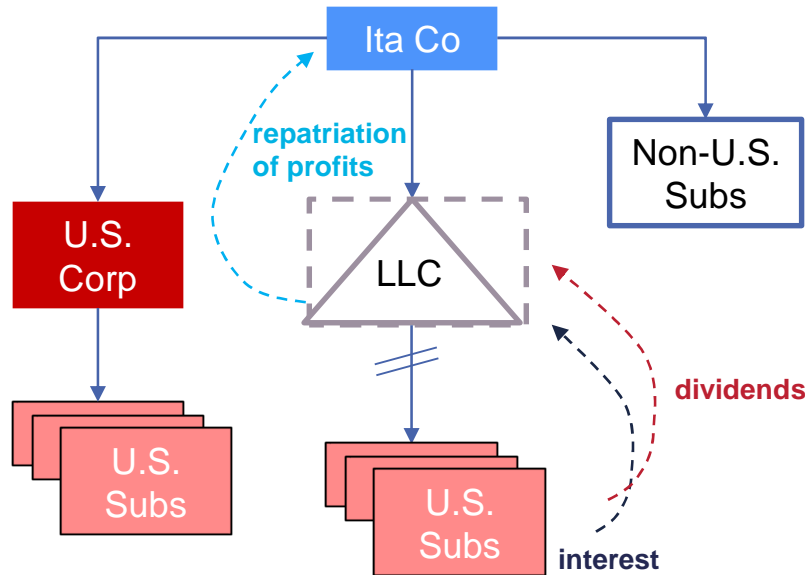 Ita Co
repatriation
of profits
Non-U.S.
Subs
U.S.
Corp
LLC
dividends
U.S.
Subs
U.S.
Subs
interest